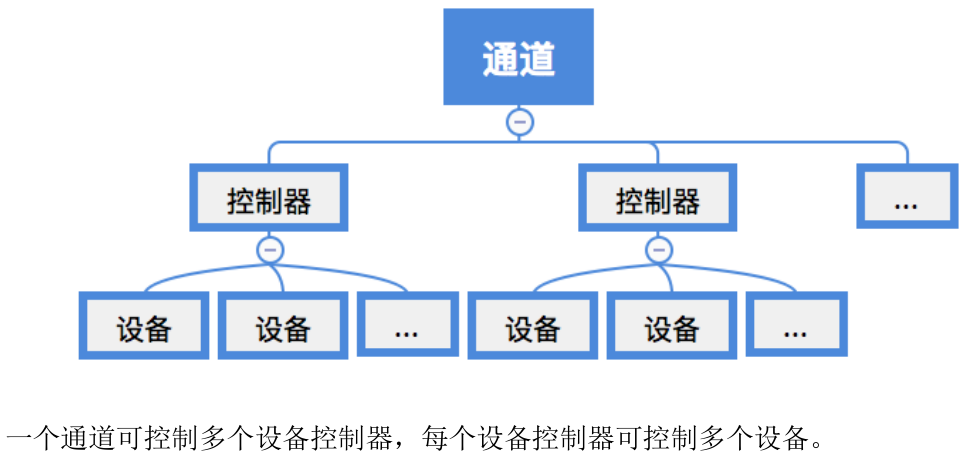 通道
控制器 控制器 ...
设备 设备 ... 设备 设备 ...
一个通道可控制多个设备控制器，每个设备控制器可控制多个设备。